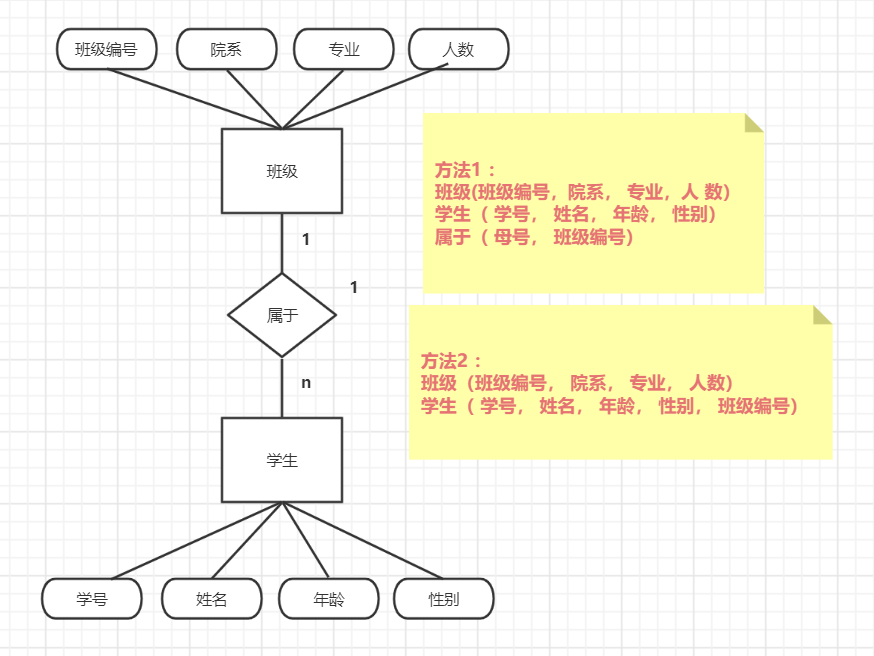 班级编号 院系 专业 人数
班级
1
属于
1
n
学生
学号 姓名 年龄 性别
方法1 ：
班级(班级编号，院系， 专业，人 数)
学生（ 学号， 姓名， 年龄， 性别）
属于（ 母号， 班级编号）
方法2 ：
班级（班级编号， 院系， 专业， 人数）
学生（ 学号， 姓名， 年龄， 性别， 班级编号）